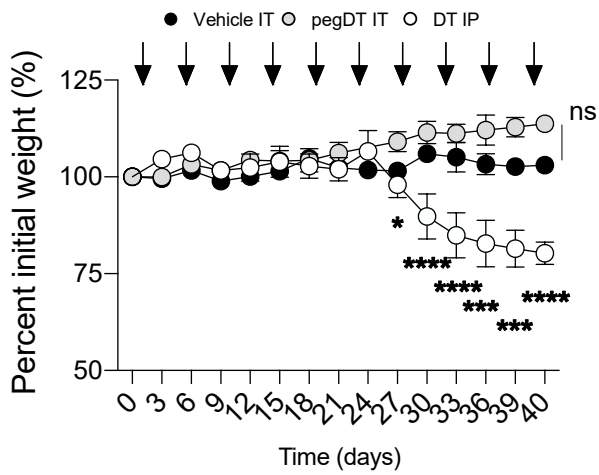 Vehicle IT pegDT IT DT IP
Percent initial weight (%)
125
100
75
50
ns
*
****
****
***
***
****
0 3 6 9 12 15 18 21 24 27 30 33 36 39 40
Time (days)